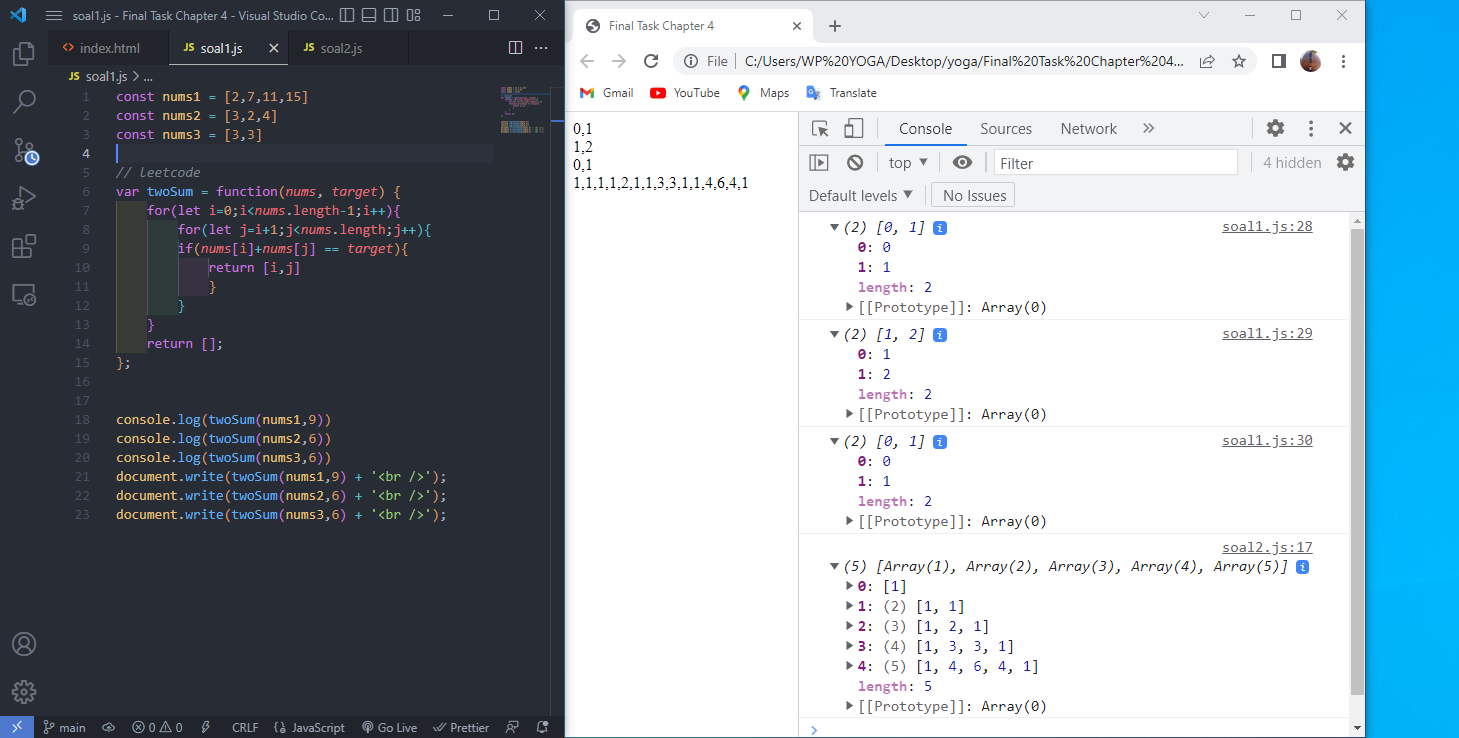 soal1.js - Final Task Chapter 4 - Visual Studio Co...
index.html
JS soal1.js
JS soal2.js
JS soal1.js > ...
1 const nums1 = [2,7,11,15]
2 const nums2 = [3,2,4]
3 const nums3 = [3,3]
4
5 // leetcode
6 var twoSum = function(nums, target) {
7 for(let i=0;i<nums.length-1;i++){
8 for(let j=i+1;j<nums.length;j++){
9 if(nums[i]+nums[j] == target){
10 return [i,j]
11 }
12 }
13 }
14 return [];
15 };
16
17
18 console.log(twoSum(nums1,9))
19 console.log(twoSum(nums2,6))
20 console.log(twoSum(nums3,6))
21 document.write(twoSum(nums1,9) + '<br />');
22 document.write(twoSum(nums2,6) + '<br />');
23 document.write(twoSum(nums3,6) + '<br />');
main 0 0 CRLF {} JavaScript Go Live Prettier
Final Task Chapter 4
File C:/Users/WP%20YOGA/Desktop/yoga/Final%20Task%20Chapter%204...
Gmail YouTube Maps Translate
0,1
1,2
0,1
1,1,1,1,2,1,1,3,3,1,1,4,6,4,1
Console Sources Network
top Filter 4 hidden
Default levels No Issues
(2) [0, 1] soal1.js:28
0: 0
1: 1
length: 2
[[Prototype]]: Array(0)
(2) [1, 2] soal1.js:29
0: 1
1: 2
length: 2
[[Prototype]]: Array(0)
(2) [0, 1] soal1.js:30
0: 0
1: 1
length: 2
[[Prototype]]: Array(0)
soal2.js:17
(5) [Array(1), Array(2), Array(3), Array(4), Array(5)]
0: [1]
1: (2) [1, 1]
2: (3) [1, 2, 1]
3: (4) [1, 3, 3, 1]
4: (5) [1, 4, 6, 4, 1]
length: 5
[[Prototype]]: Array(0)